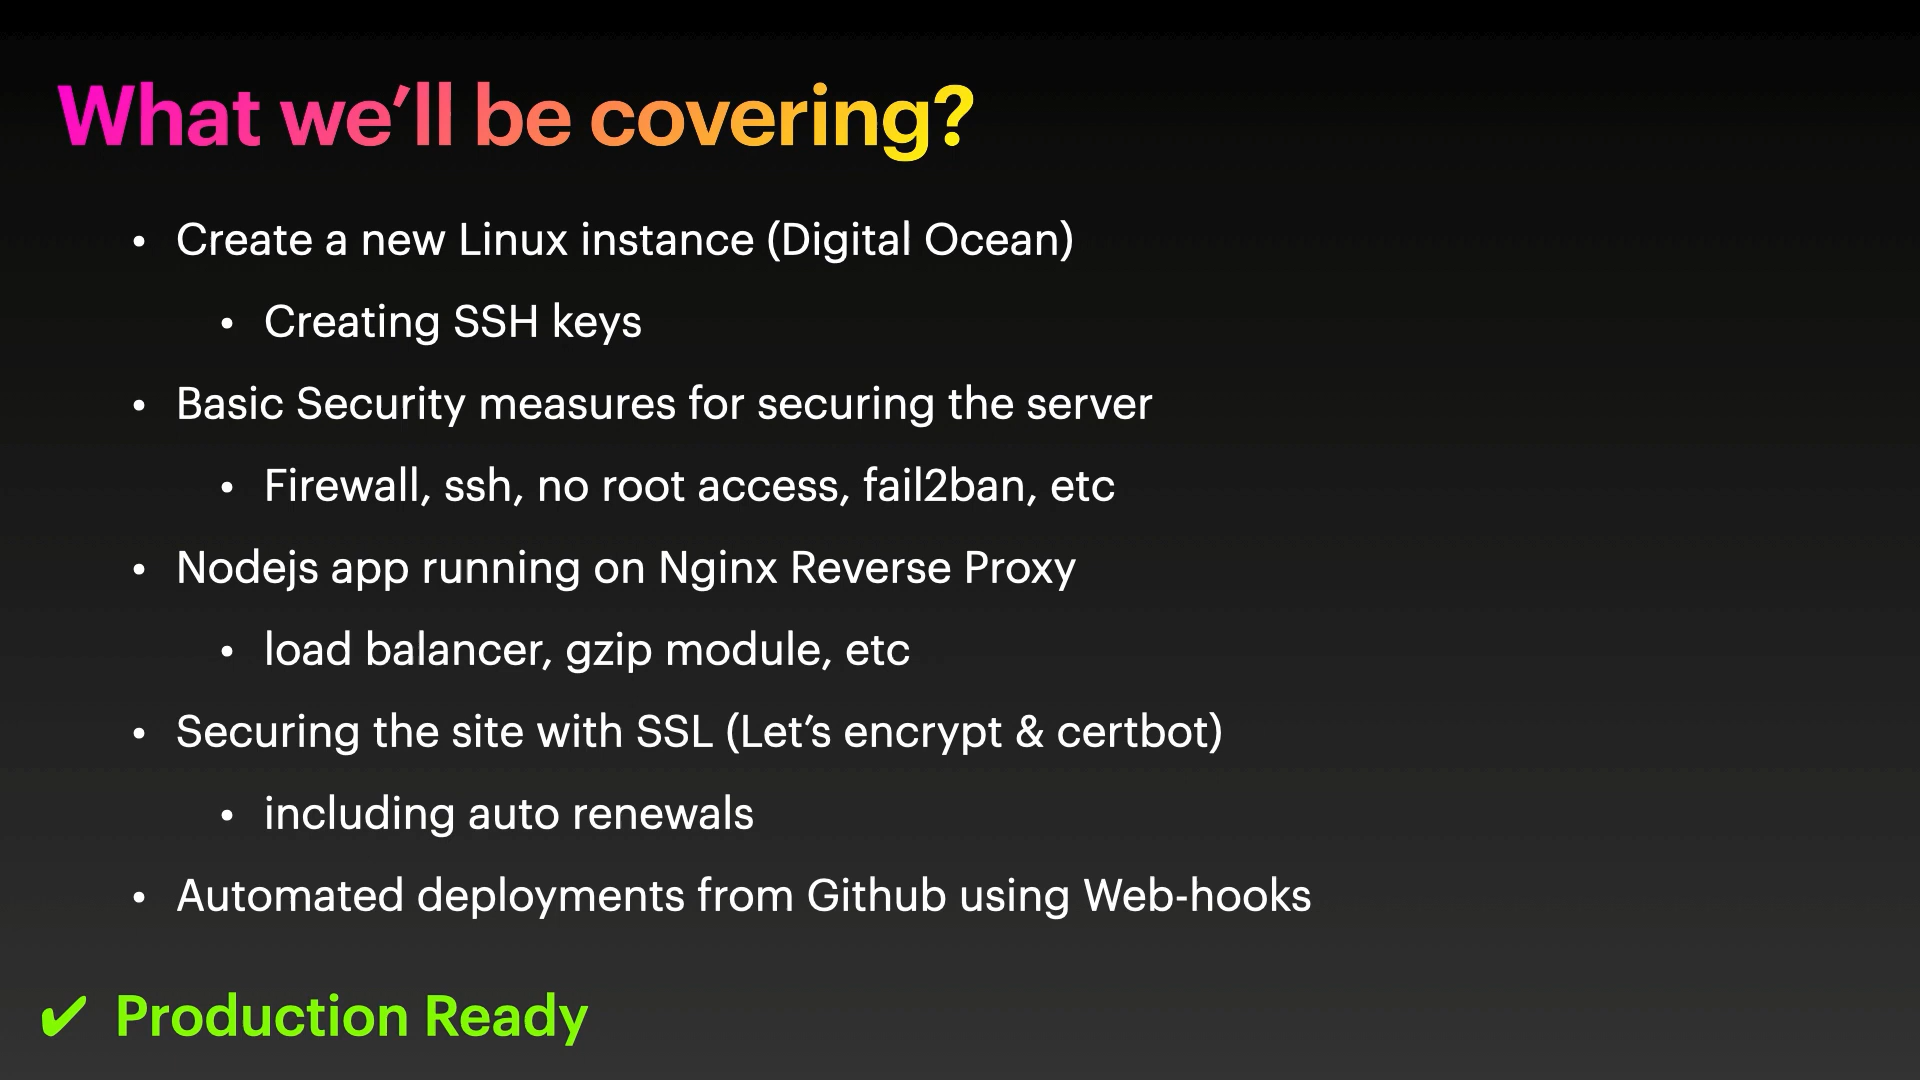 What we’ll be covering?
• Create a new Linux instance (Digital Ocean)
• Creating SSH keys
• Basic Security measures for securing the server
• Firewall, ssh, no root access, fail2ban, etc
• Nodejs app running on Nginx Reverse Proxy
• load balancer, gzip module, etc
• Securing the site with SSL (Let’s encrypt & certbot)
• including auto renewals
• Automated deployments from Github using Web-hooks
✔ Production Ready